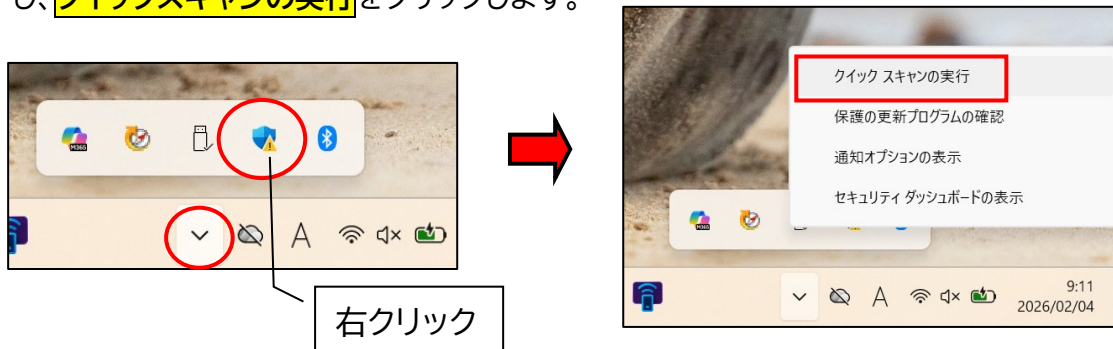 し、クイックスキャンの実行をクリックします。
クイック スキャンの実行
保護の更新プログラムの確認
通知オプションの表示
セキュリティ ダッシュボードの表示
M365
M365
A
A
9:11
2026/02/04
右クリック